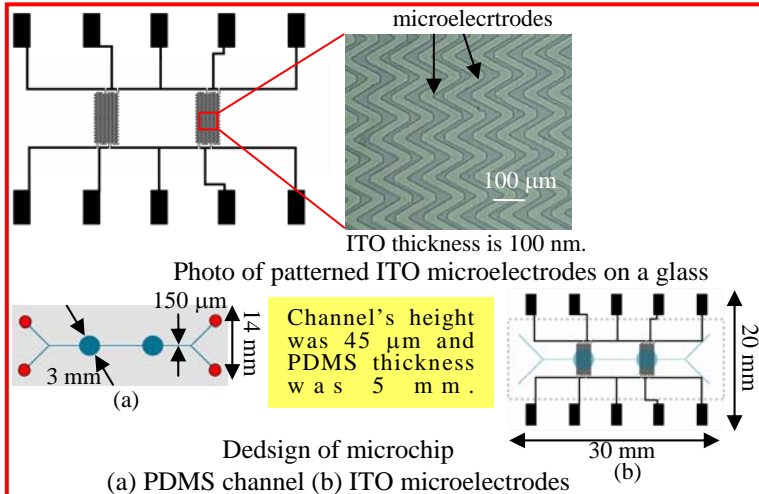 microelecrtrodes
100 μm
ITO thickness is 100 nm.
Photo of patterned ITO microelectrodes on a glass
150 μm
14 mm
3 mm
(a)
Channel's height
was 45 μm and
PDMS thickness
was 5 mm.
20 mm
30 mm
(b)
Dedsign of microchip
(a) PDMS channel (b) ITO microelectrodes